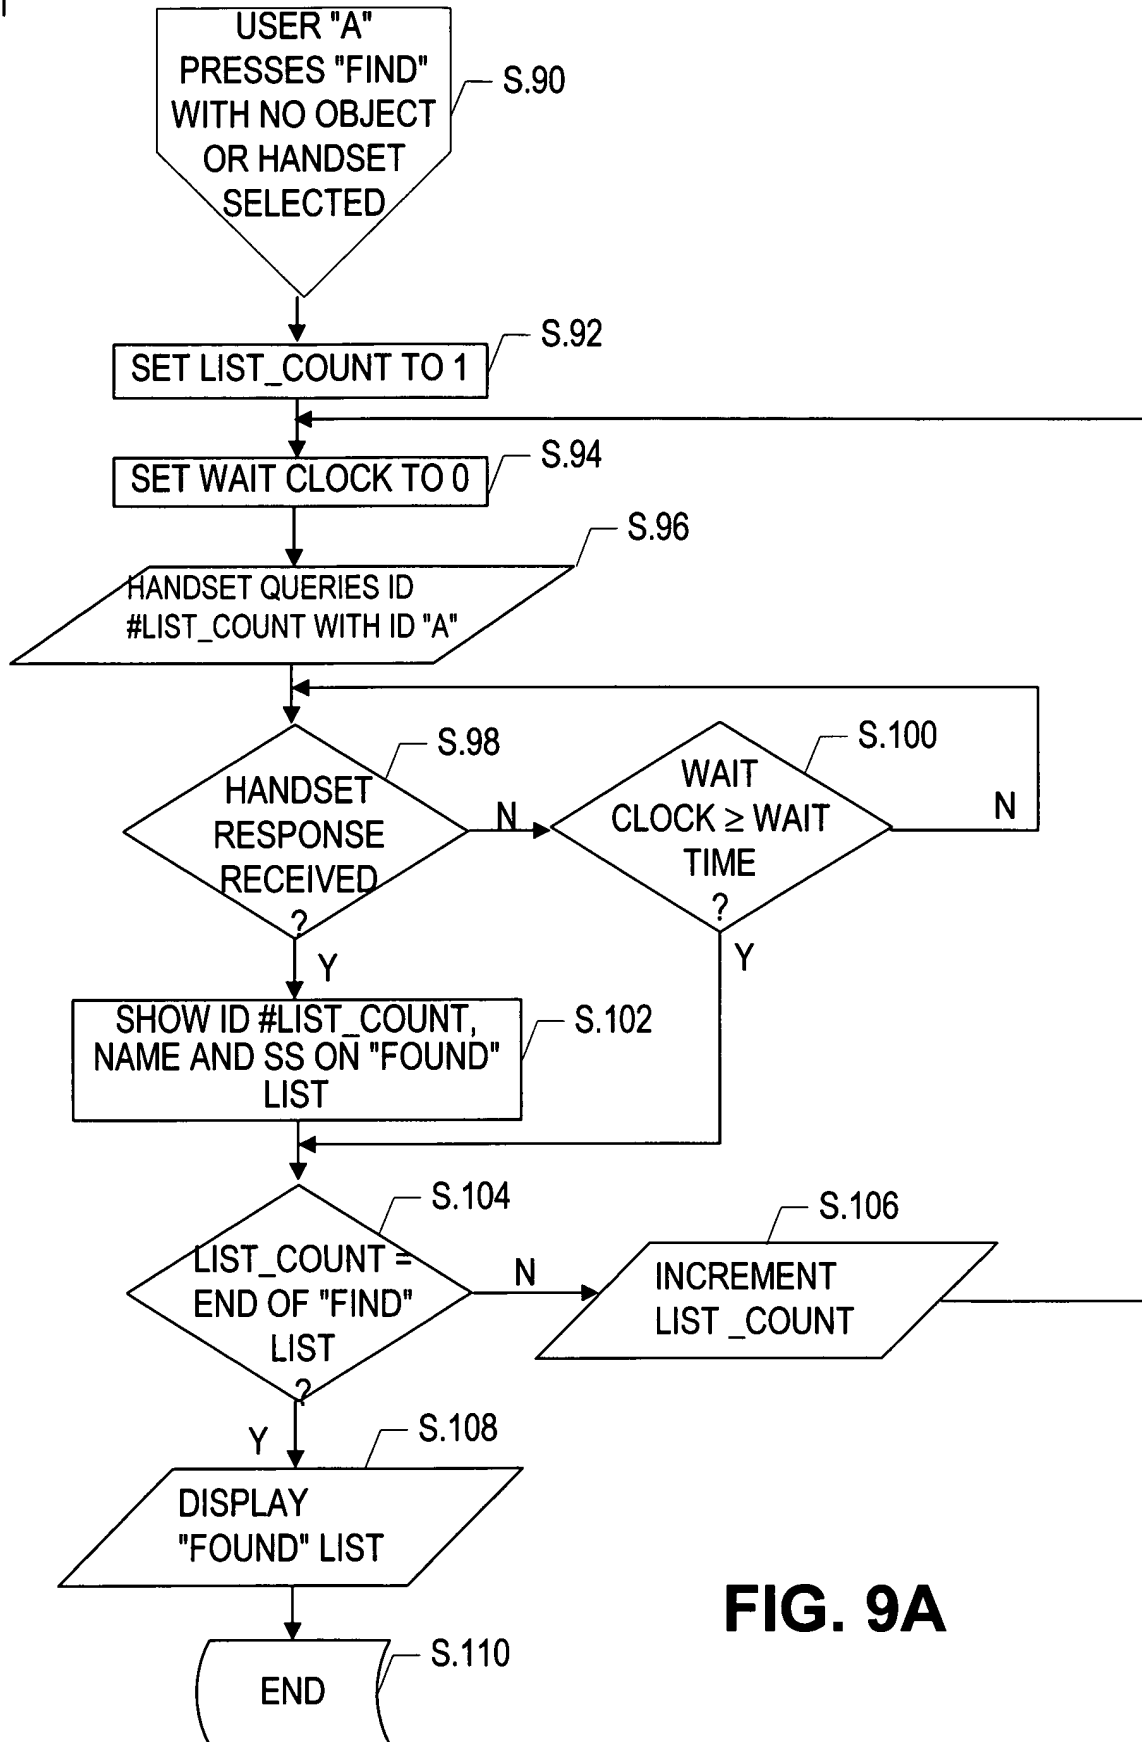 USER "A"
PRESSES "FIND"
WITH NO OBJECT
OR HANDSET
SELECTED
S.90
SET LIST_COUNT TO 1
S.92
SET WAIT CLOCK TO 0
S.94
HANDSET QUERIES ID
#LIST_COUNT WITH ID "A"
S.96
HANDSET
RESPONSE
RECEIVED
?
S.98
N
Y
WAIT
CLOCK ≥ WAIT
TIME
?
S.100
N
Y
SHOW ID #LIST_COUNT,
NAME AND SS ON "FOUND"
LIST
S.102
LIST_COUNT =
END OF "FIND"
LIST
?
S.104
N
Y
INCREMENT
LIST _COUNT
S.106
DISPLAY
"FOUND" LIST
S.108
END
S.110
FIG. 9A